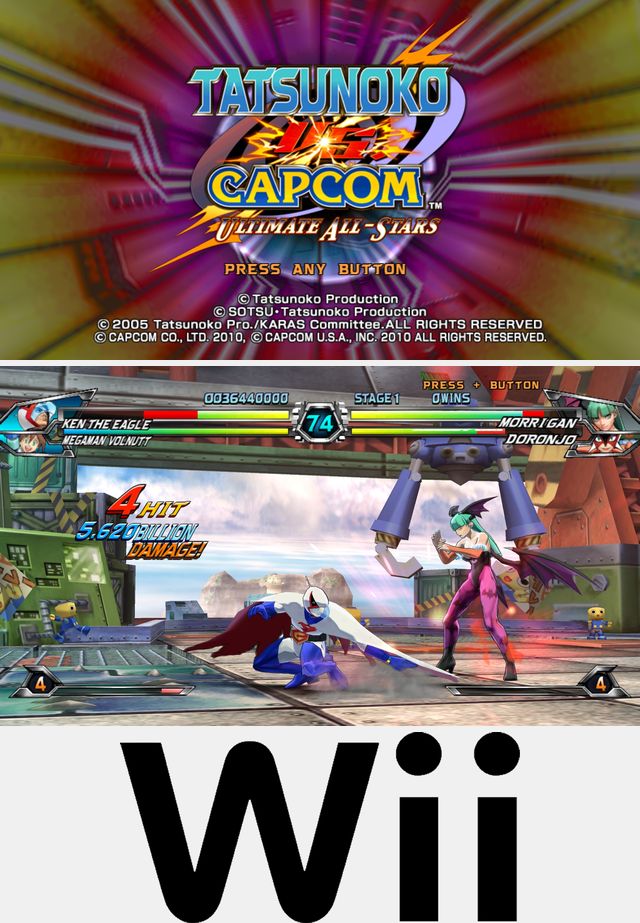 TATSUNOKO
VS.
CAPCOM™
ULTIMATE ALL-STARS
PRESS ANY BUTTON
© Tatsunoko Production
© SOTSU・Tatsunoko Production
© 2005 Tatsunoko Pro./KARAS Committee.ALL RIGHTS RESERVED
© CAPCOM CO., LTD. 2010, © CAPCOM U.S.A., INC. 2010 ALL RIGHTS RESERVED.
PRESS + BUTTON
0036440000 STAGE 1 0WINS
KEN THE EAGLE 74 MORRIGAN
MEGAMAN VOLNUTT DORONJO
4 HIT
5.620BILLION
DAMAGE!
4 4
Wii